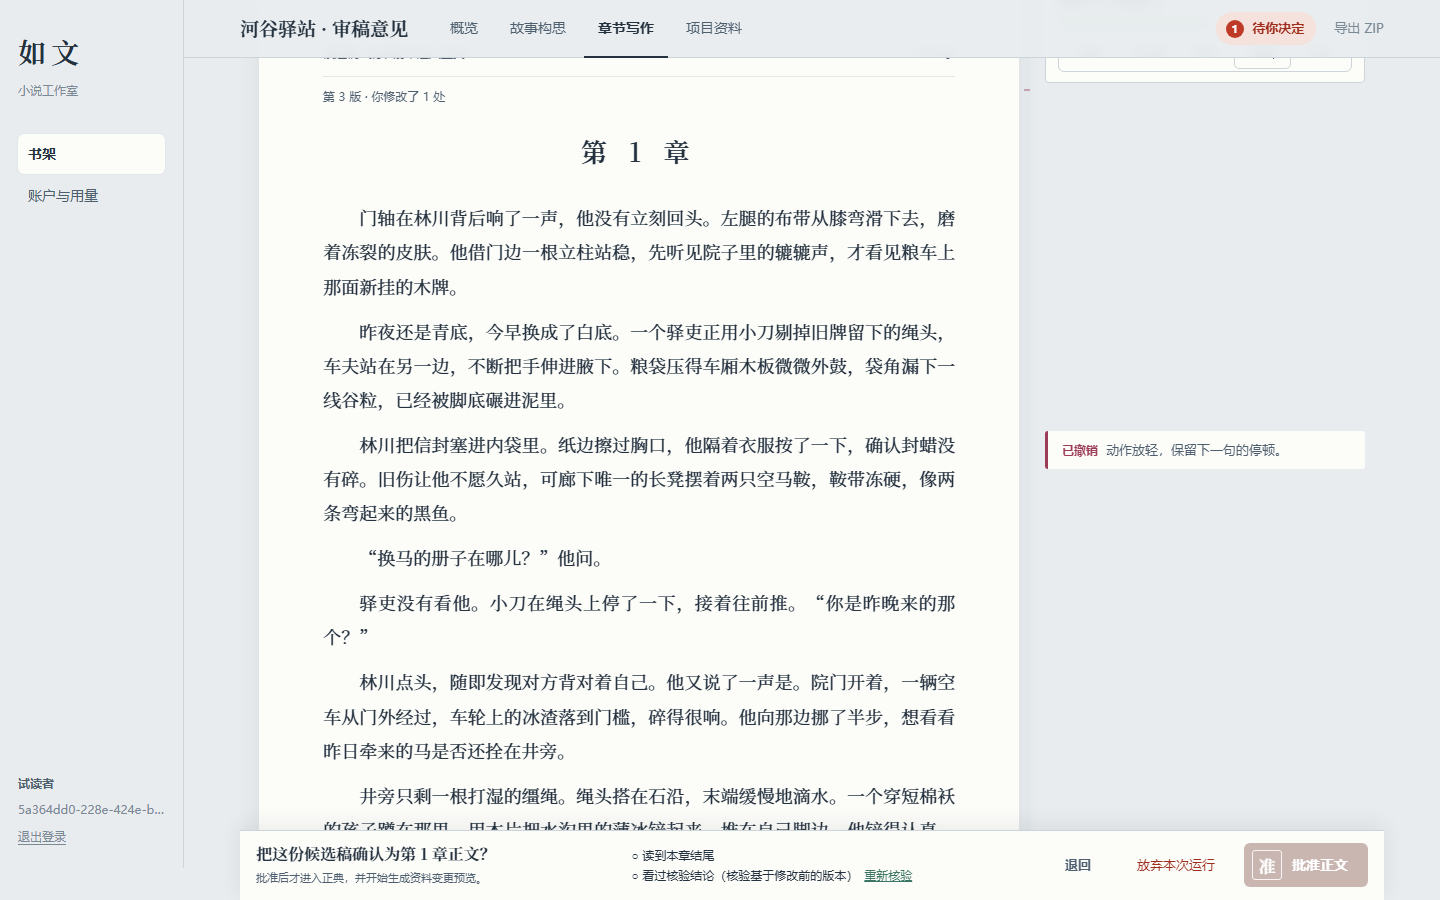 如文
小说工作室
书架
账户与用量
试读者
5a364dd0-228e-424e-b...
退出登录
河谷驿站 · 审稿意见
概览
故事构思
章节写作
项目资料
1 待你决定
导出 ZIP
第 3 版 · 你修改了 1 处
第 1 章
门轴在林川背后响了一声，他没有立刻回头。左腿的布带从膝弯滑下去，磨
着冻裂的皮肤。他借门边一根立柱站稳，先听见院子里的辘辘声，才看见粮车上
那面新挂的木牌。
昨夜还是青底，今早换成了白底。一个驿吏正用小刀剔掉旧牌留下的绳头，
车夫站在另一边，不断把手伸进腋下。粮袋压得车厢木板微微外鼓，袋角漏下一
线谷粒，已经被脚底碾进泥里。
林川把信封塞进内袋里。纸边擦过胸口，他隔着衣服按了一下，确认封蜡没
有碎。旧伤让他不愿久站，可廊下唯一的长凳摆着两只空马鞍，鞍带冻硬，像两
条弯起来的黑鱼。
“换马的册子在哪儿？”他问。
驿吏没有看他。小刀在绳头上停了一下，接着往前推。“你是昨晚来的那
个？”
林川点头，随即发现对方背对着自己。他又说了一声是。院门开着，一辆空
车从门外经过，车轮上的冰渣落到门槛，碎得很响。他向那边挪了半步，想看看
昨日牵来的马是否还拴在井旁。
井旁只剩一根打湿的缰绳。绳头搭在石沿，末端缓慢地滴水。一个穿短棉袄
已撤销 动作放轻，保留下一句的停顿。
把这份候选稿确认为第 1 章正文？
批准后才进入正典，并开始生成资料变更预览。
○ 读到本章结尾
○ 看过核验结论（核验基于修改前的版本） 重新核验
退回
放弃本次运行
准 批准正文